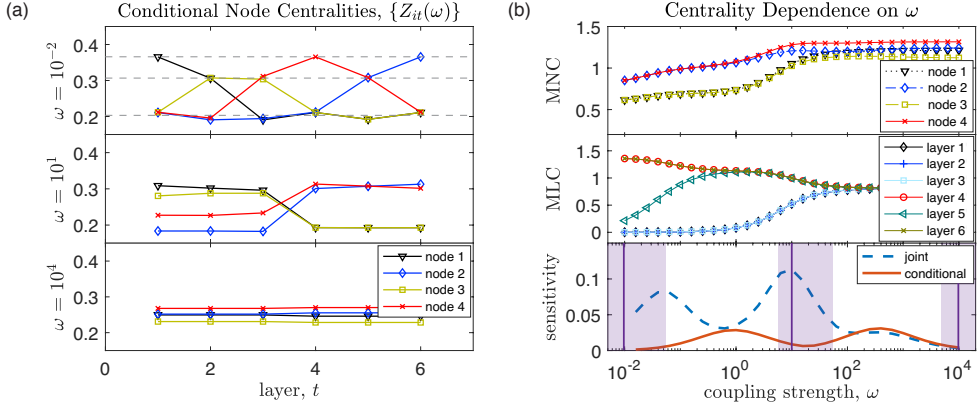 (a)
Conditional Node Centralities, {Z_it(ω)}
ω = 10^-2
0.4
0.3
0.2
ω = 10^1
0.4
0.3
0.2
ω = 10^4
0.4
0.3
0.2
node 1
node 2
node 3
node 4
0 2 4 6
layer, t
(b)
Centrality Dependence on ω
MNC
1.5
1
0.5
node 1
node 2
node 3
node 4
MLC
1.5
1
0.5
0
layer 1
layer 2
layer 3
layer 4
layer 5
layer 6
sensitivity
0.1
0.05
0
joint
conditional
10^-2 10^0 10^2 10^4
coupling strength, ω